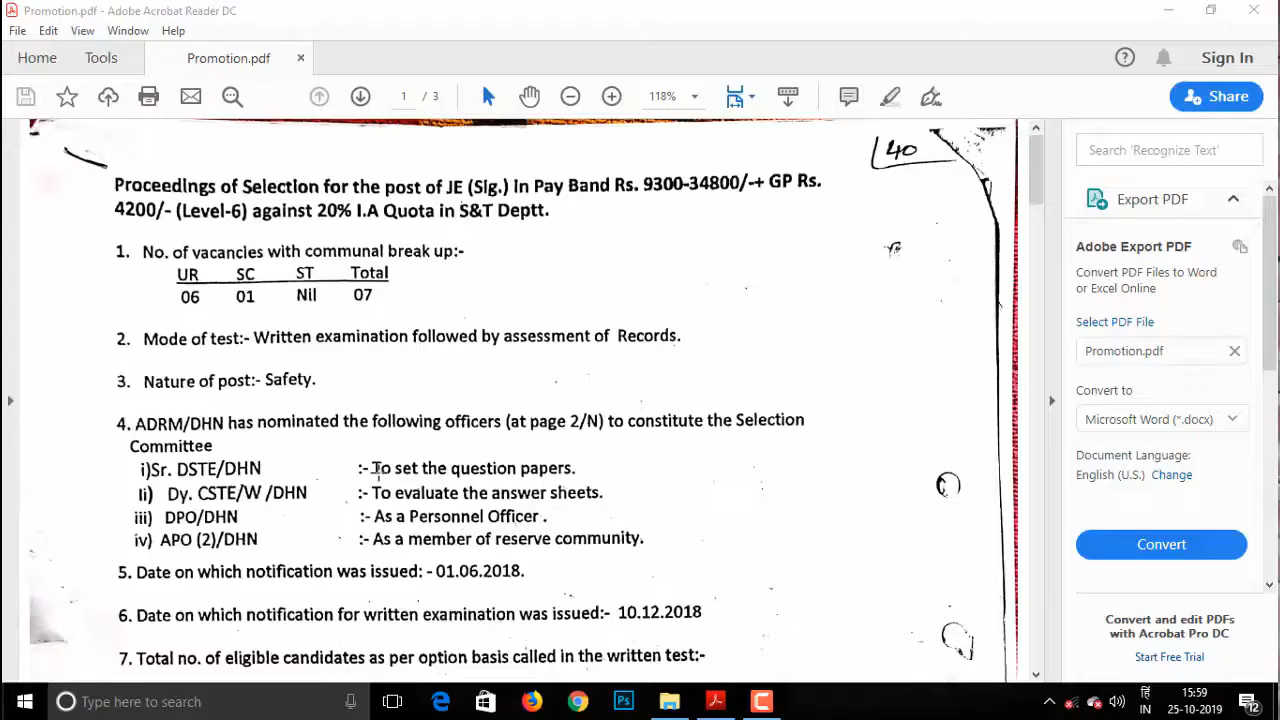 Promotion.pdf - Adobe Acrobat Reader DC
File Edit View Window Help
Home Tools Promotion.pdf × Sign In
1 / 3 118% Share
40
Proceedings of Selection for the post of JE (Sig.) in Pay Band Rs. 9300-34800/-+ GP Rs.
4200/- (Level-6) against 20% I.A Quota in S&T Deptt.
1. No. of vacancies with communal break up:-
UR SC ST Total
06 01 Nil 07
2. Mode of test:- Written examination followed by assessment of Records.
3. Nature of post:- Safety.
4. ADRM/DHN has nominated the following officers (at page 2/N) to constitute the Selection
Committee
i)Sr. DSTE/DHN :- To set the question papers.
ii) Dy. CSTE/W /DHN :- To evaluate the answer sheets.
iii) DPO/DHN :- As a Personnel Officer .
iv) APO (2)/DHN :- As a member of reserve community.
5. Date on which notification was issued: - 01.06.2018.
6. Date on which notification for written examination was issued:- 10.12.2018
7. Total no. of eligible candidates as per option basis called in the written test:-
Search 'Recognize Text'
Export PDF
Adobe Export PDF
Convert PDF Files to Word
or Excel Online
Select PDF File
Promotion.pdf
Convert to
Microsoft Word (*.docx)
Document Language:
English (U.S.) Change
Convert
Convert and edit PDFs
with Acrobat Pro DC
Start Free Trial
Type here to search
हि 15:59
IN 25-10-2019
12